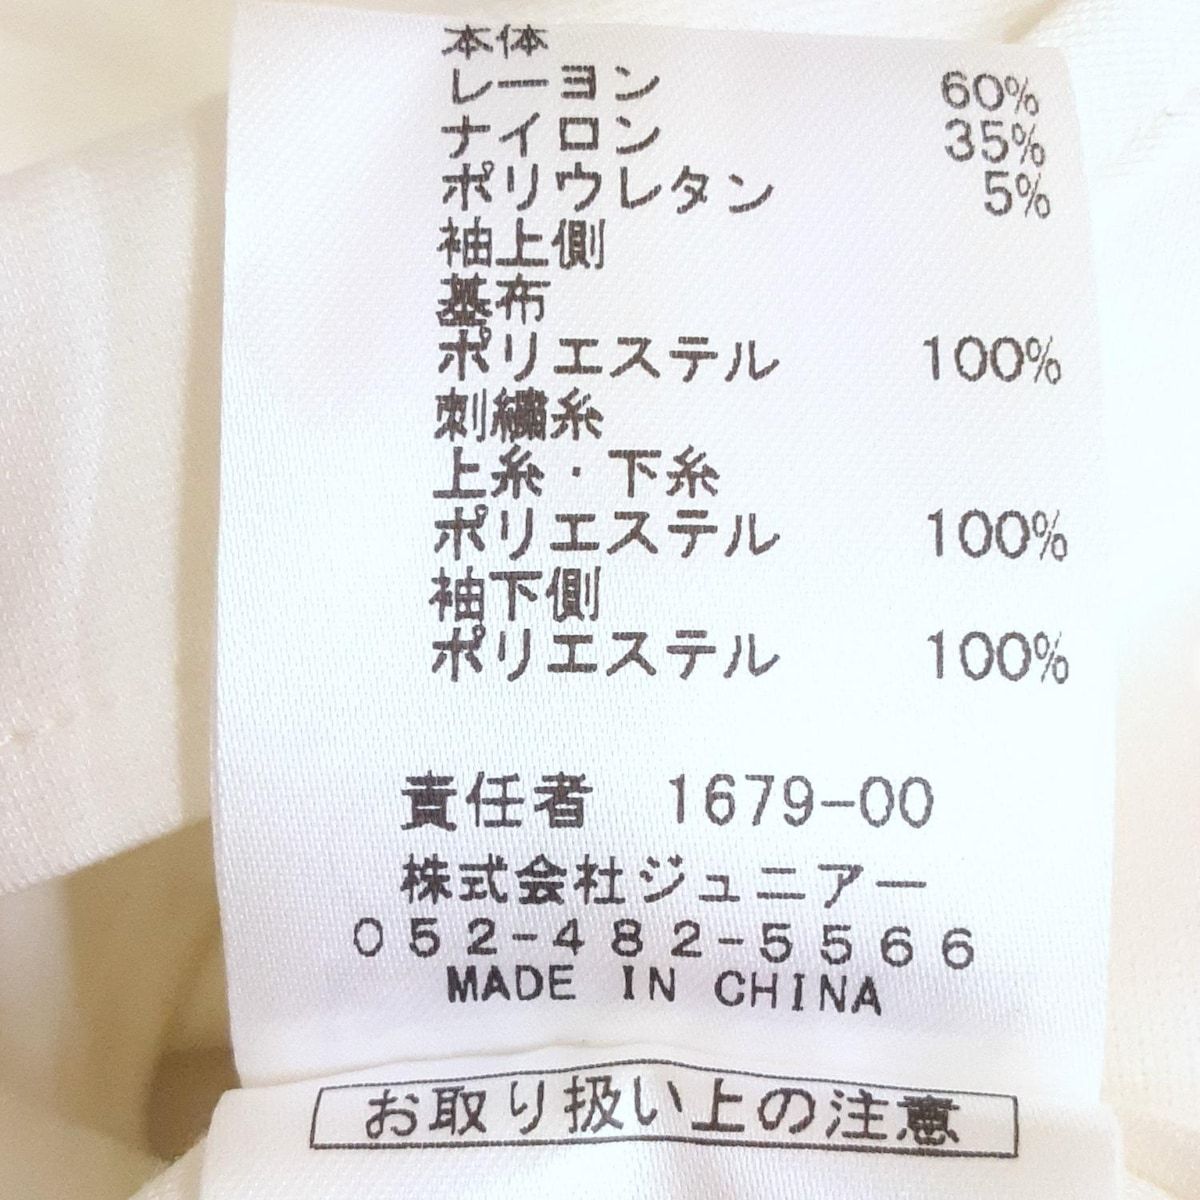 本体
レーヨン 60%
ナイロン 35%
ポリウレタン 5%
袖上側
基布
ポリエステル 100%
刺繍糸
上糸・下糸
ポリエステル 100%
袖下側
ポリエステル 100%
責任者 1679-00
株式会社ジュニアー
052-482-5566
MADE IN CHINA
お取り扱い上の注意